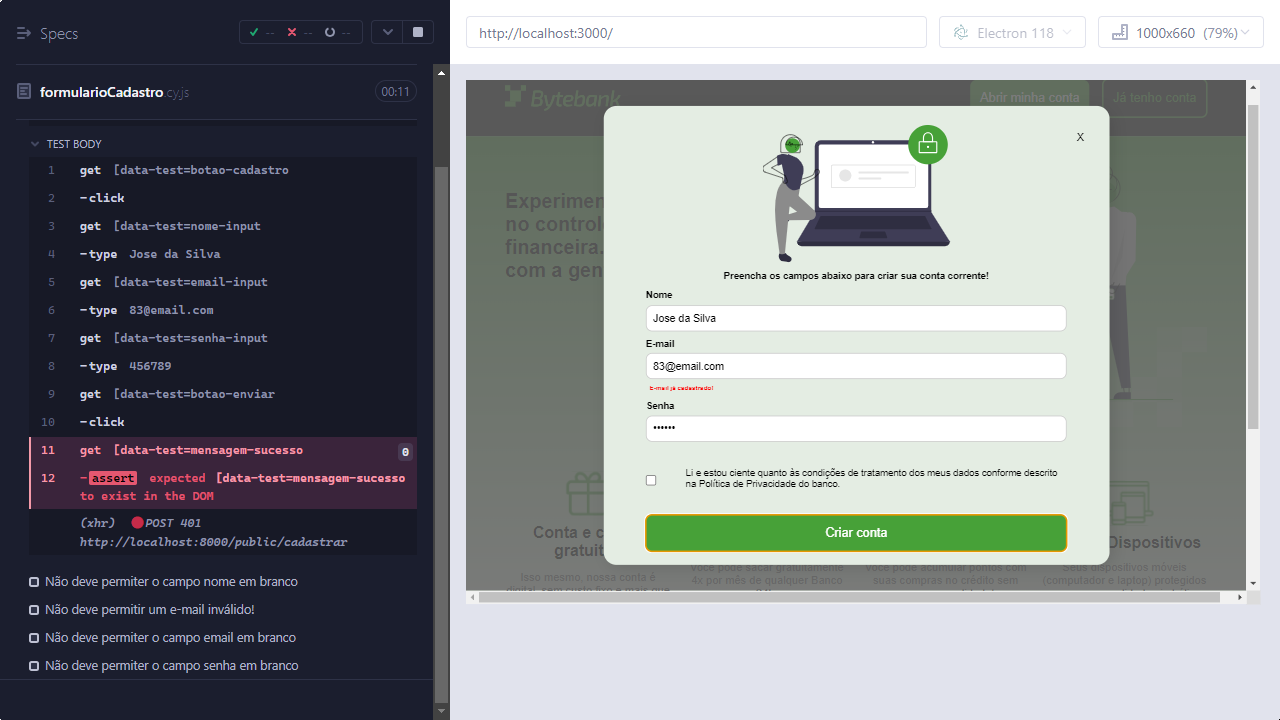 Specs
--
--
--
formularioCadastro.cy.js
00:11
TEST BODY
1 get [data-test=botao-cadastro
2 -click
3 get [data-test=nome-input
4 -type Jose da Silva
5 get [data-test=email-input
6 -type 83@email.com
7 get [data-test=senha-input
8 -type 456789
9 get [data-test=botao-enviar
10 -click
11 get [data-test=mensagem-sucesso 0
12 -assert expected [data-test=mensagem-sucesso
to exist in the DOM
(xhr) POST 401
http://localhost:8000/public/cadastrar
Não deve permiter o campo nome em branco
Não deve permitir um e-mail inválido!
Não deve permiter o campo email em branco
Não deve permiter o campo senha em branco
http://localhost:3000/
Electron 118
1000x660 (79%)
Bytebank
Abrir minha conta
Já tenho conta
X
Experimen
no control
financeira.
com a gen
Preencha os campos abaixo para criar sua conta corrente!
Nome
Jose da Silva
E-mail
83@email.com
E-mail já cadastrado!
Senha
••••••
Li e estou ciente quanto às condições de tratamento dos meus dados conforme descrito
na Política de Privacidade do banco.
Criar conta
Conta e c
gratuit
Isso mesmo, nossa conta é
digital, sem custo fixo e mais que
Você pode sacar gratuitamente
4x por mês de qualquer Banco
Você pode acumular pontos com
suas compras no crédito sem
Dispositivos
Seus dispositivos móveis
(computador e laptop) protegidos